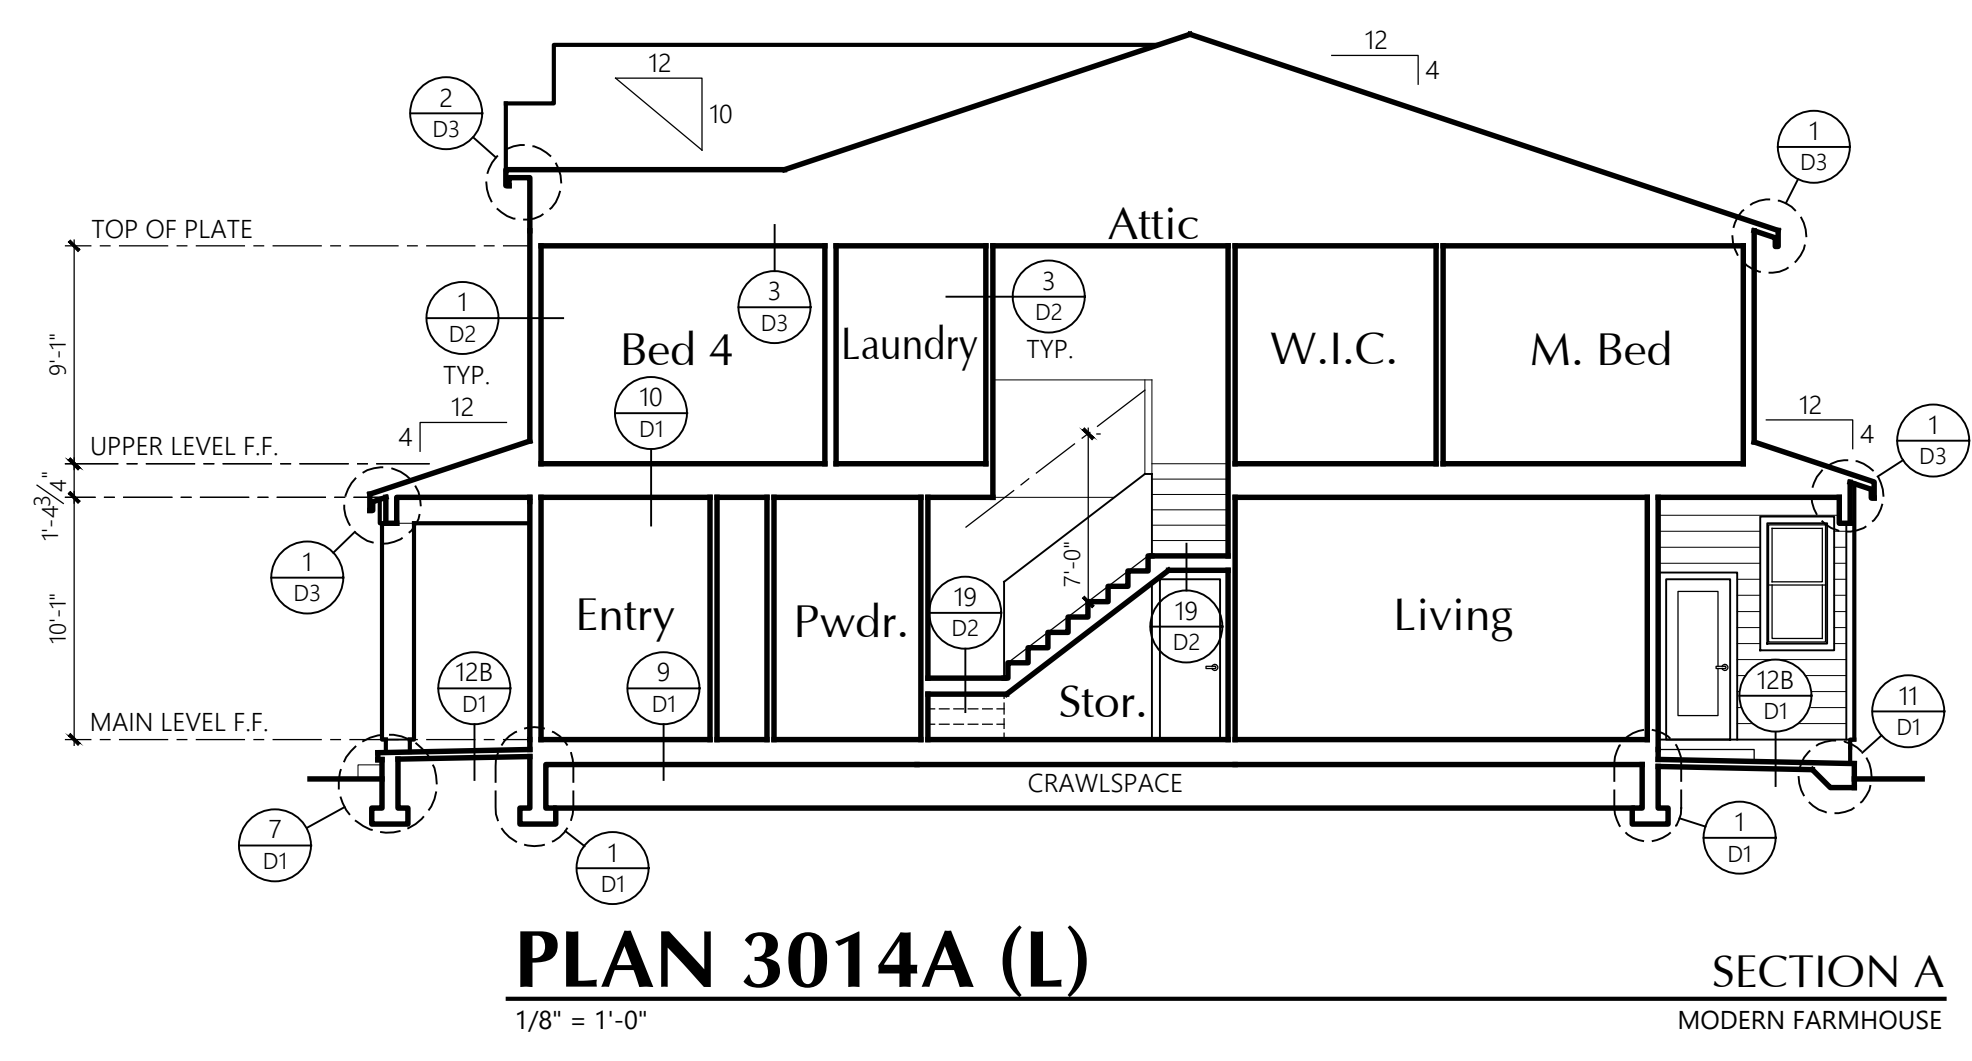 12
4
12
10
2
D3
1
D3
Attic
TOP OF PLATE
3
D3
3
D2
TYP.
1
D2
TYP.
9'-1"
Bed 4
Laundry
W.I.C.
M. Bed
10
D1
12
4
12
4
1
D3
UPPER LEVEL F.F.
1'-4 3/4"
1
D3
7'-0"
10'-1"
Entry
Pwdr.
19
D2
19
D2
Living
Stor.
12B
D1
9
D1
12B
D1
11
D1
MAIN LEVEL F.F.
CRAWLSPACE
7
D1
1
D1
1
D1
PLAN 3014A (L)
SECTION A
1/8" = 1'-0"
MODERN FARMHOUSE